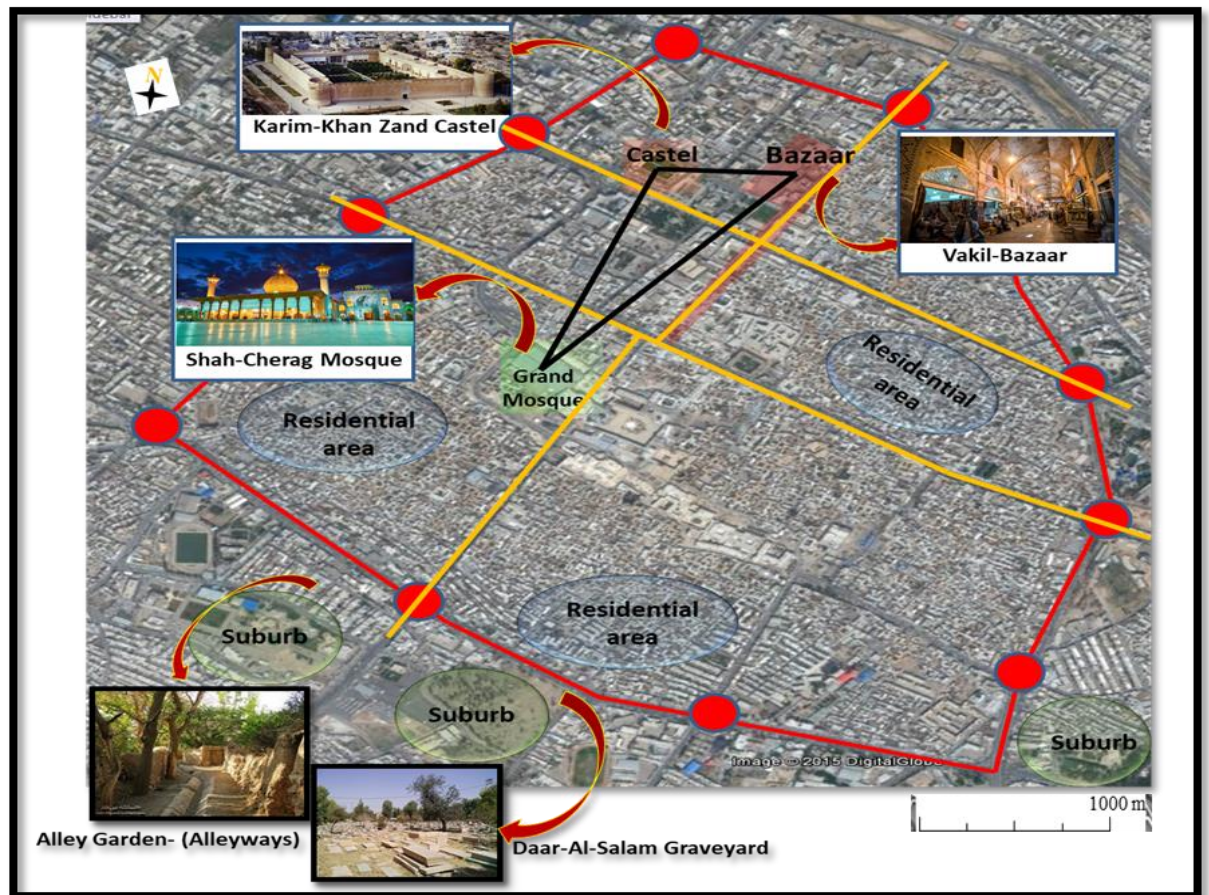 idebar
N
Karim-Khan Zand Castel
Castel
Bazaar
Vakil-Bazaar
Shah-Cherag Mosque
Grand
Mosque
Residential
area
Residential
area
Residential
area
Suburb
Suburb
Suburb
Image © 2015 DigitalGlobe
1000 m
Alley Garden- (Alleyways)
Daar-Al-Salam Graveyard